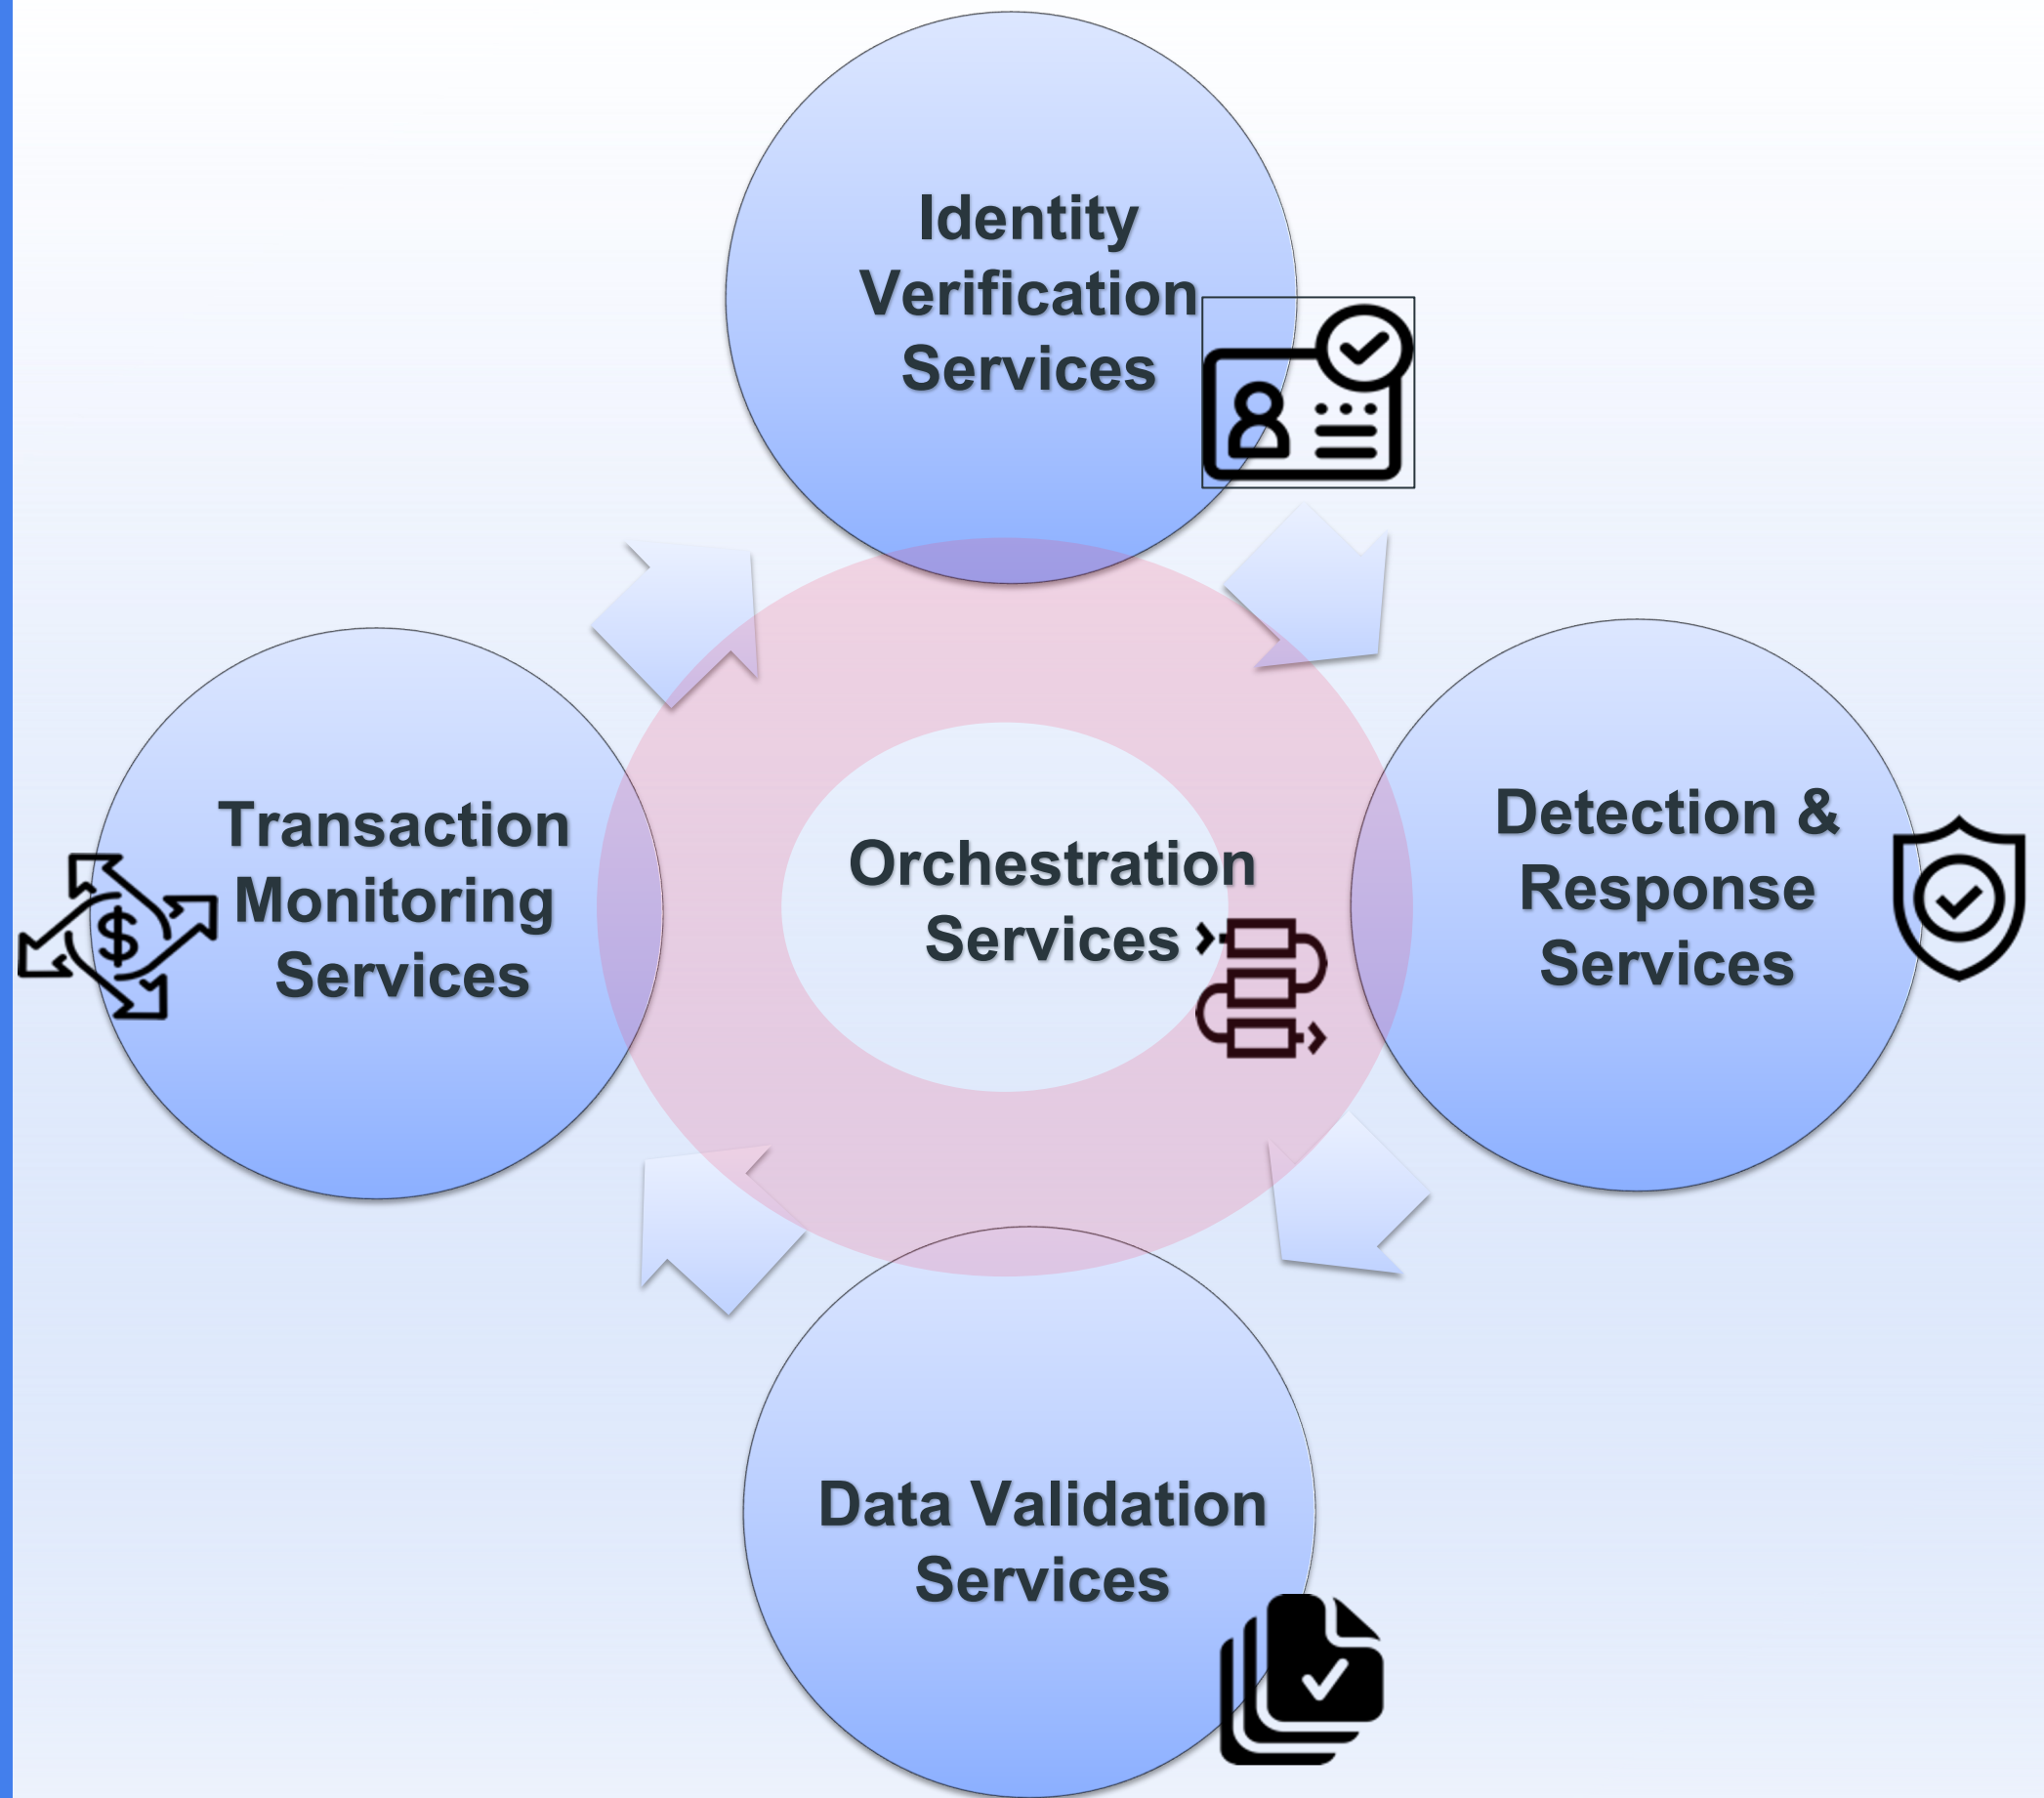 Identity
Verification
Services
Transaction
Monitoring
Services
Orchestration
Services
Detection &
Response
Services
Data Validation
Services
$